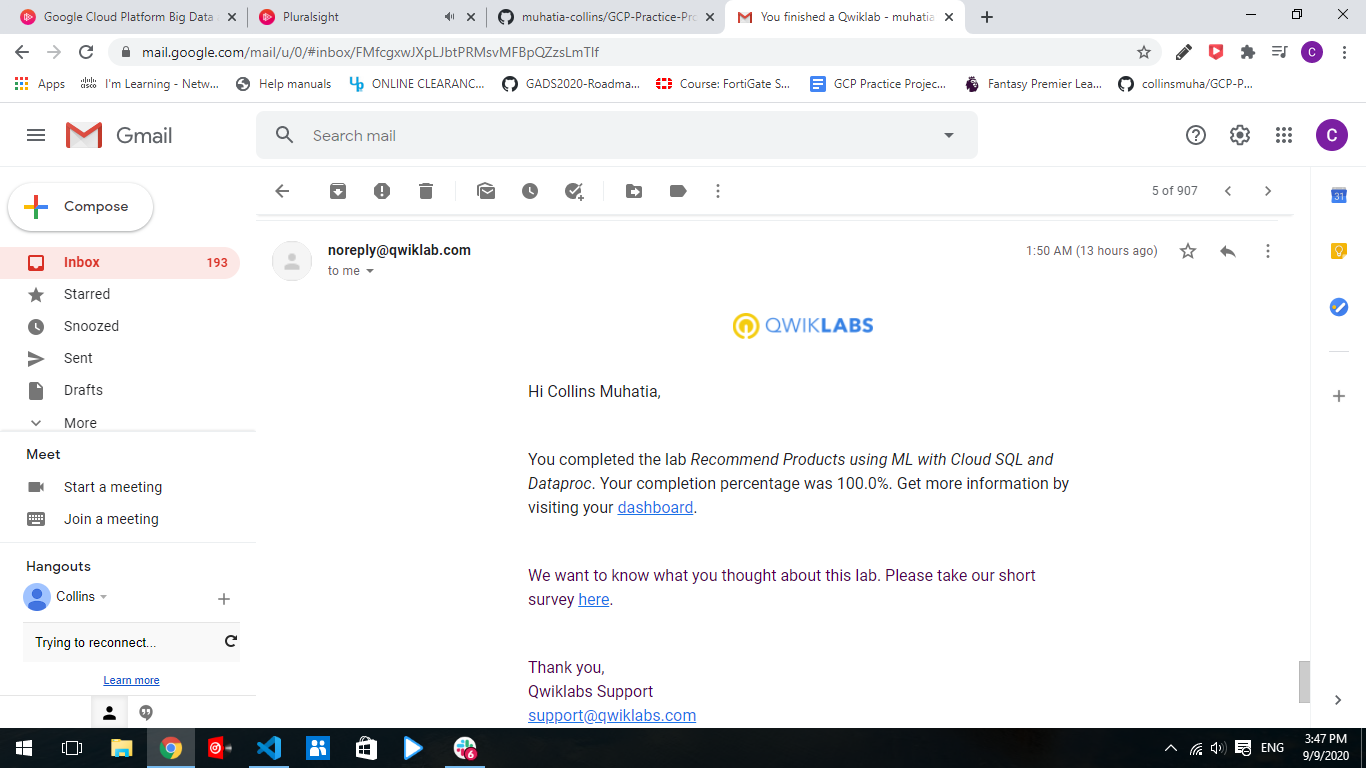 Google Cloud Platform Big Data
Pluralsight
muhatia-collins/GCP-Practice-Pro
You finished a Qwiklab - muhatia
mail.google.com/mail/u/0/#inbox/FMfcgxwJXpLJbtPRMsvMFBpQZzsLmTlf
C
Apps
I'm Learning - Netw...
Help manuals
ONLINE CLEARANC...
GADS2020-Roadma...
Course: FortiGate S...
GCP Practice Projec...
Fantasy Premier Lea...
collinsmuha/GCP-P...
Gmail
Search mail
C
Compose
5 of 907
31
Inbox 193
Starred
Snoozed
Sent
Drafts
More
Meet
Start a meeting
Join a meeting
Hangouts
Collins
Trying to reconnect...
Learn more
noreply@qwiklab.com
1:50 AM (13 hours ago)
to me
QWIKLABS
Hi Collins Muhatia,
You completed the lab Recommend Products using ML with Cloud SQL and
Dataproc. Your completion percentage was 100.0%. Get more information by
visiting your dashboard.
We want to know what you thought about this lab. Please take our short
survey here.
Thank you,
Qwiklabs Support
support@qwiklabs.com
6
ENG
3:47 PM
9/9/2020